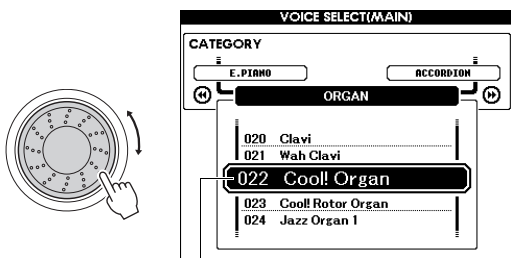 VOICE SELECT(MAIN)
CATEGORY
E.PIANO
ACCORDION
ORGAN
020 Clavi
021 Wah Clavi
022 Cool! Organ
023 Cool! Rotor Organ
024 Jazz Organ 1